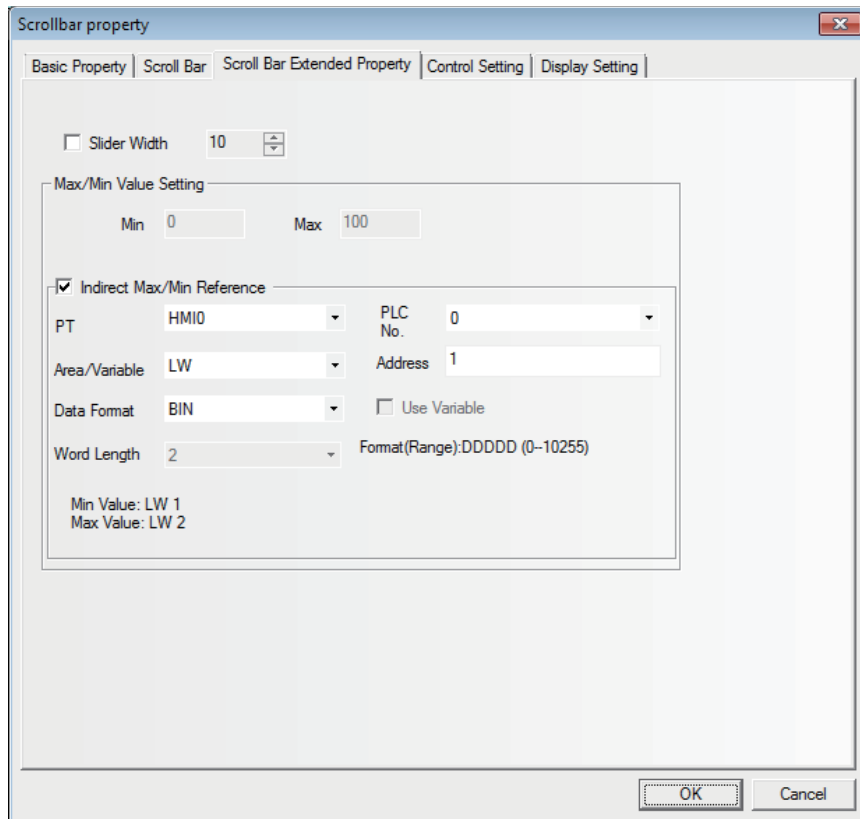 Scrollbar property
Basic Property Scroll Bar Scroll Bar Extended Property Control Setting Display Setting
Slider Width 10
Max/Min Value Setting
Min 0 Max 100
Indirect Max/Min Reference
PT HMI0 PLC No. 0
Area/Variable LW Address 1
Data Format BIN Use Variable
Word Length 2 Format(Range):DDDDD (0--10255)
Min Value: LW 1
Max Value: LW 2
OK Cancel